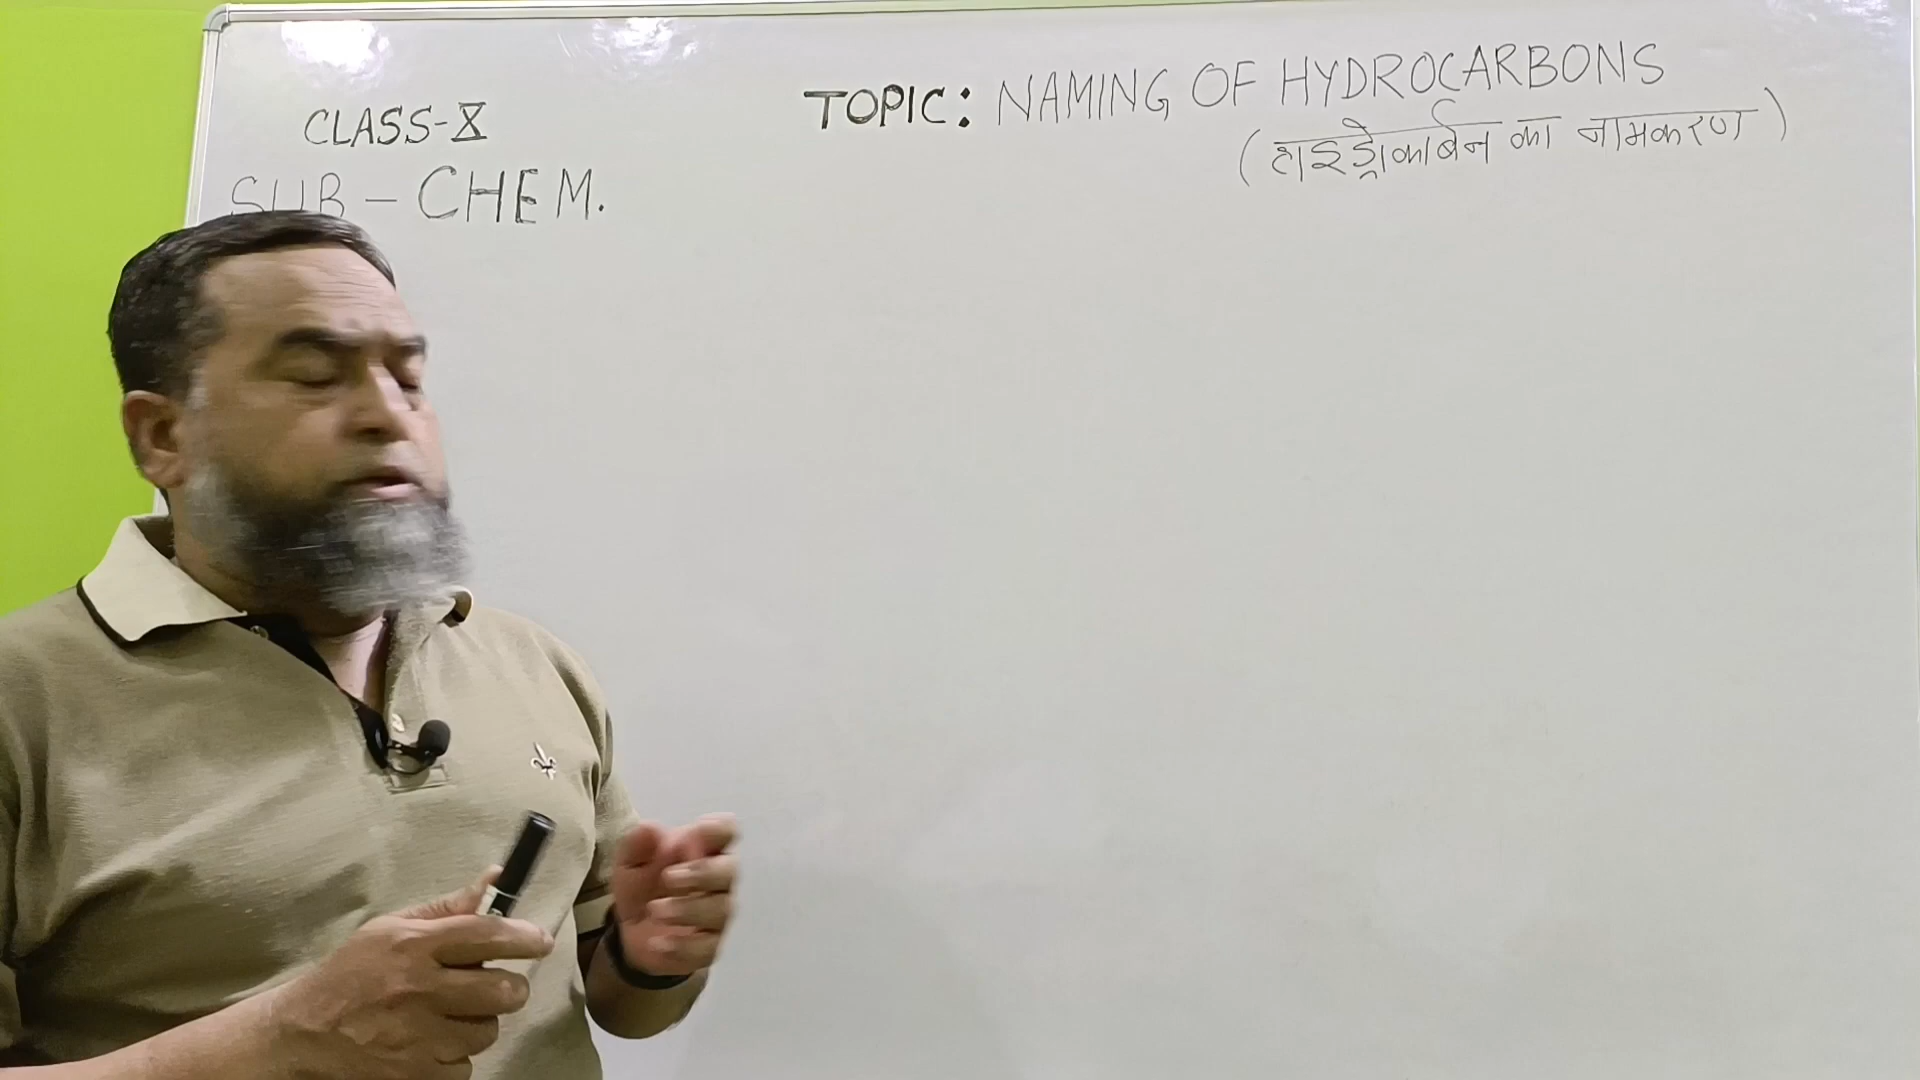 CLASS-X
SUB - CHEM.
TOPIC: NAMING OF HYDROCARBONS
(हाइड्रोकार्बन का नामकरण)